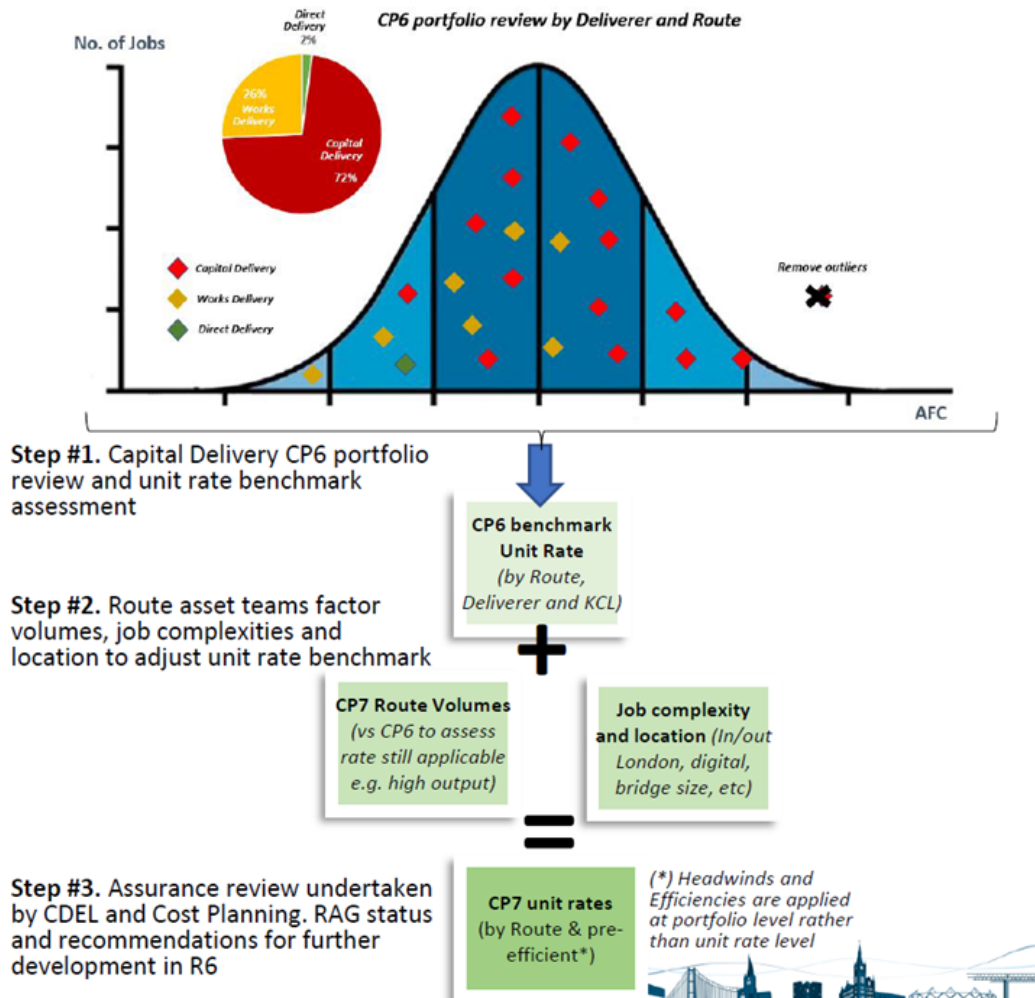 CP6 portfolio review by Deliverer and Route
No. of Jobs
Direct
Delivery
2%
26%
Works
Delivery
Capital
Delivery
72%
Capital Delivery
Works Delivery
Direct Delivery
Remove outliers
AFC
Step #1. Capital Delivery CP6 portfolio
review and unit rate benchmark
assessment
CP6 benchmark
Unit Rate
(by Route,
Deliverer and KCL)
Step #2. Route asset teams factor
volumes, job complexities and
location to adjust unit rate benchmark
+
CP7 Route Volumes
(vs CP6 to assess
rate still applicable
e.g. high output)
Job complexity
and location (In/out
London, digital,
bridge size, etc)
=
Step #3. Assurance review undertaken
by CDEL and Cost Planning. RAG status
and recommendations for further
development in R6
CP7 unit rates
(by Route & pre-
efficient*)
(*) Headwinds and
Efficiencies are applied
at portfolio level rather
than unit rate level